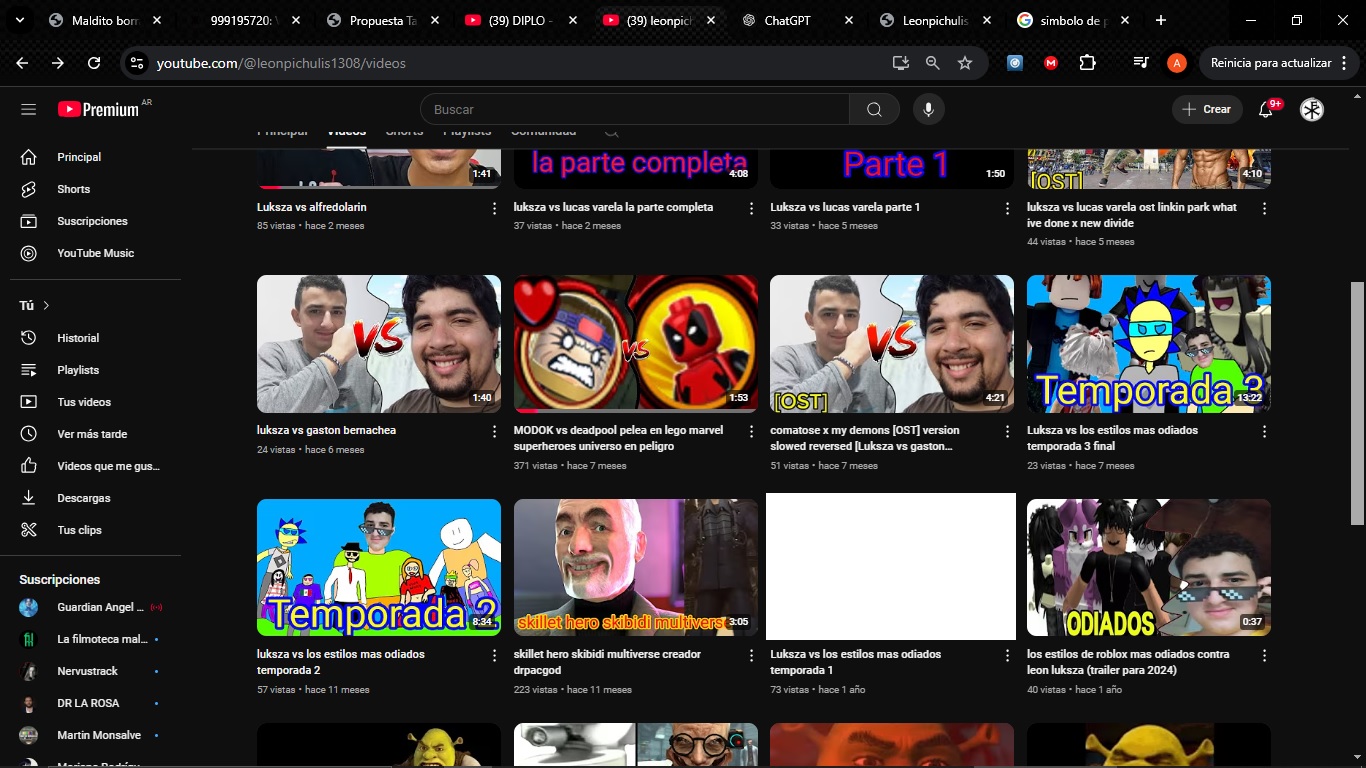 Maldito borr
999195720: \
Propuesta Ta
(39) DIPLO -
(39) leonpich
ChatGPT
Leonpichulis
simbolo de p
youtube.com/@leonpichulis1308/videos
Reinicia para actualizar
A
Premium AR
Buscar
Crear
9+
Principal
Videos
Shorts
Playlists
Comunidad
Principal
Shorts
Suscripciones
YouTube Music
Tú
Historial
Playlists
Tus videos
Ver más tarde
Videos que me gus...
Descargas
Tus clips
Suscripciones
Guardian Angel ...
La filmoteca mal...
Nervustrack
DR LA ROSA
Martin Monsalve
1:41
la parte completa
4:08
Parte 1
1:50
[OST]
4:10
Luksza vs alfredolarin
85 vistas • hace 2 meses
luksza vs lucas varela la parte completa
37 vistas • hace 2 meses
Luksza vs lucas varela parte 1
33 vistas • hace 5 meses
luksza vs lucas varela ost linkin park what
ive done x new divide
44 vistas • hace 5 meses
VS
1:40
VS
1:53
VS
[OST]
4:21
Temporada 3
13:22
luksza vs gaston bernachea
24 vistas • hace 6 meses
MODOK vs deadpool pelea en lego marvel
superheroes universo en peligro
371 vistas • hace 7 meses
comatose x my demons [OST] version
slowed reversed [Luksza vs gaston...
51 vistas • hace 7 meses
Luksza vs los estilos mas odiados
temporada 3 final
23 vistas • hace 7 meses
Temporada 2
8:34
skillet hero skibidi multivers
3:05
ODIADOS
0:37
luksza vs los estilos mas odiados
temporada 2
57 vistas • hace 11 meses
skillet hero skibidi multiverse creador
drpacgod
223 vistas • hace 11 meses
Luksza vs los estilos mas odiados
temporada 1
73 vistas • hace 1 año
los estilos de roblox mas odiados contra
leon luksza (trailer para 2024)
40 vistas • hace 1 año